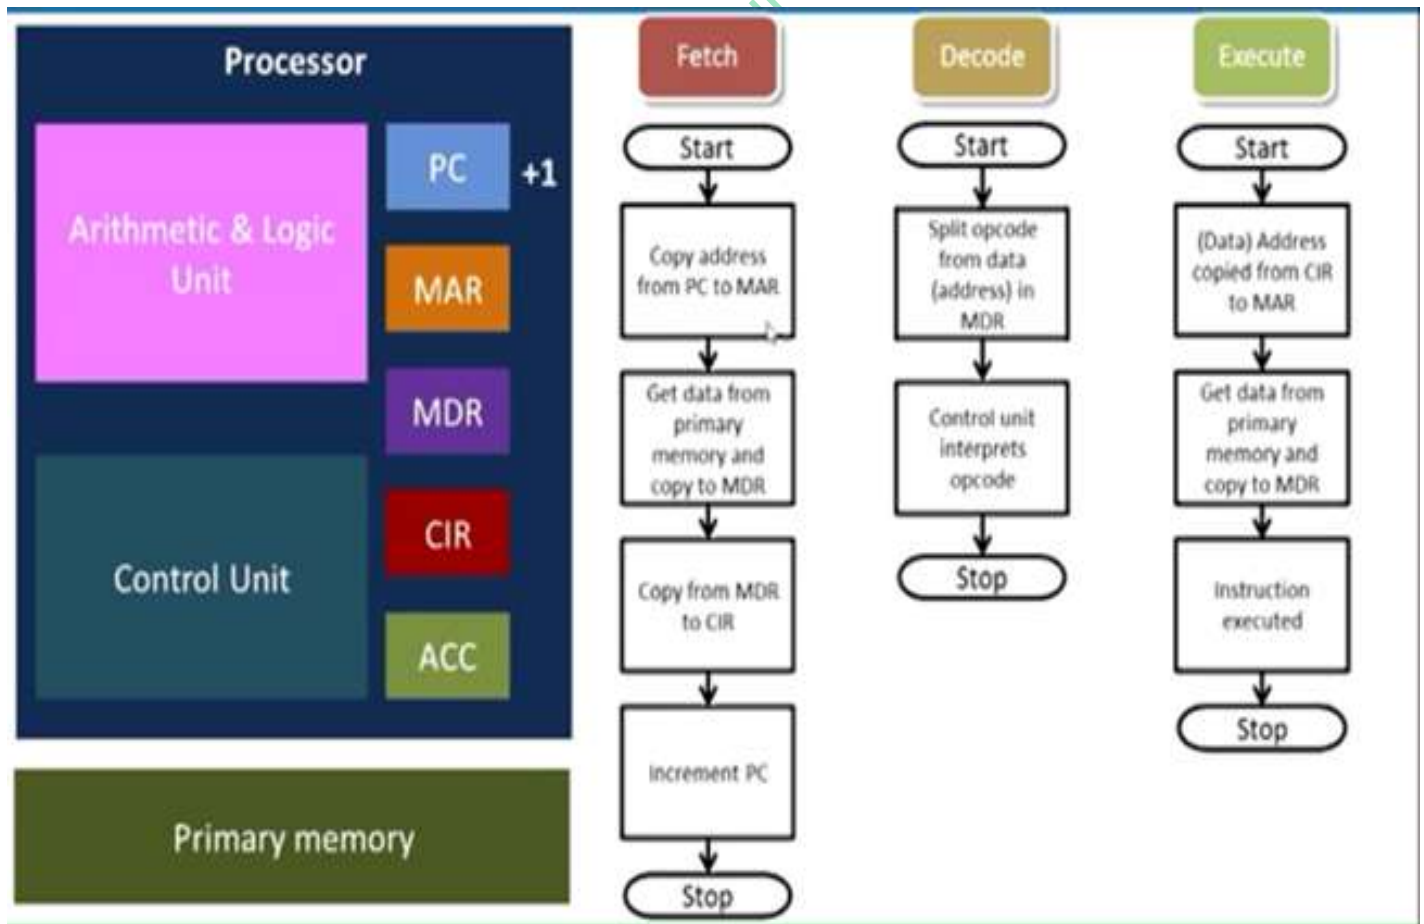 Processor
Arithmetic & Logic
Unit
Control Unit
PC
+1
MAR
MDR
CIR
ACC
Primary memory
Fetch
Start
Copy address
from PC to MAR
Get data from
primary
memory and
copy to MDR
Copy from MDR
to CIR
Increment PC
Stop
Decode
Start
Split opcode
from data
(address) in
MDR
Control unit
interprets
opcode
Stop
Execute
Start
(Data) Address
copied from CIR
to MAR
Get data from
primary
memory and
copy to MDR
Instruction
executed
Stop